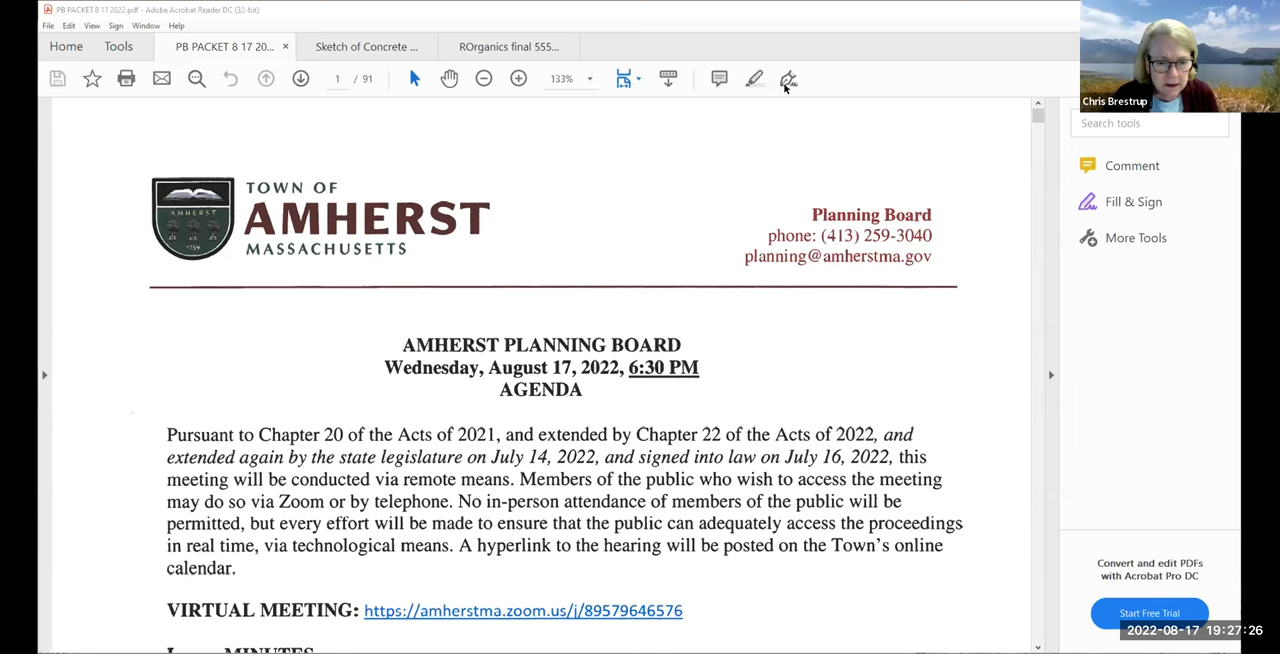 PB PACKET 8 17 2022.pdf - Adobe Acrobat Reader DC (32-bit)
File Edit View Sign Window Help
Home Tools PB PACKET 8 17 20... × Sketch of Concrete ... ROrganics final 555...
1 / 91 133%
Chris Brestrup
Search tools
Comment
Fill & Sign
More Tools
AMHERST
1759
TOWN OF
AMHERST
MASSACHUSETTS
Planning Board
phone: (413) 259-3040
planning@amherstma.gov
AMHERST PLANNING BOARD
Wednesday, August 17, 2022, 6:30 PM
AGENDA
Pursuant to Chapter 20 of the Acts of 2021, and extended by Chapter 22 of the Acts of 2022, and
extended again by the state legislature on July 14, 2022, and signed into law on July 16, 2022, this
meeting will be conducted via remote means. Members of the public who wish to access the meeting
may do so via Zoom or by telephone. No in-person attendance of members of the public will be
permitted, but every effort will be made to ensure that the public can adequately access the proceedings
in real time, via technological means. A hyperlink to the hearing will be posted on the Town's online
calendar.
VIRTUAL MEETING: https://amherstma.zoom.us/j/89579646576
I. MINUTES
Convert and edit PDFs
with Acrobat Pro DC
Start Free Trial
2022-08-17 19:27:26